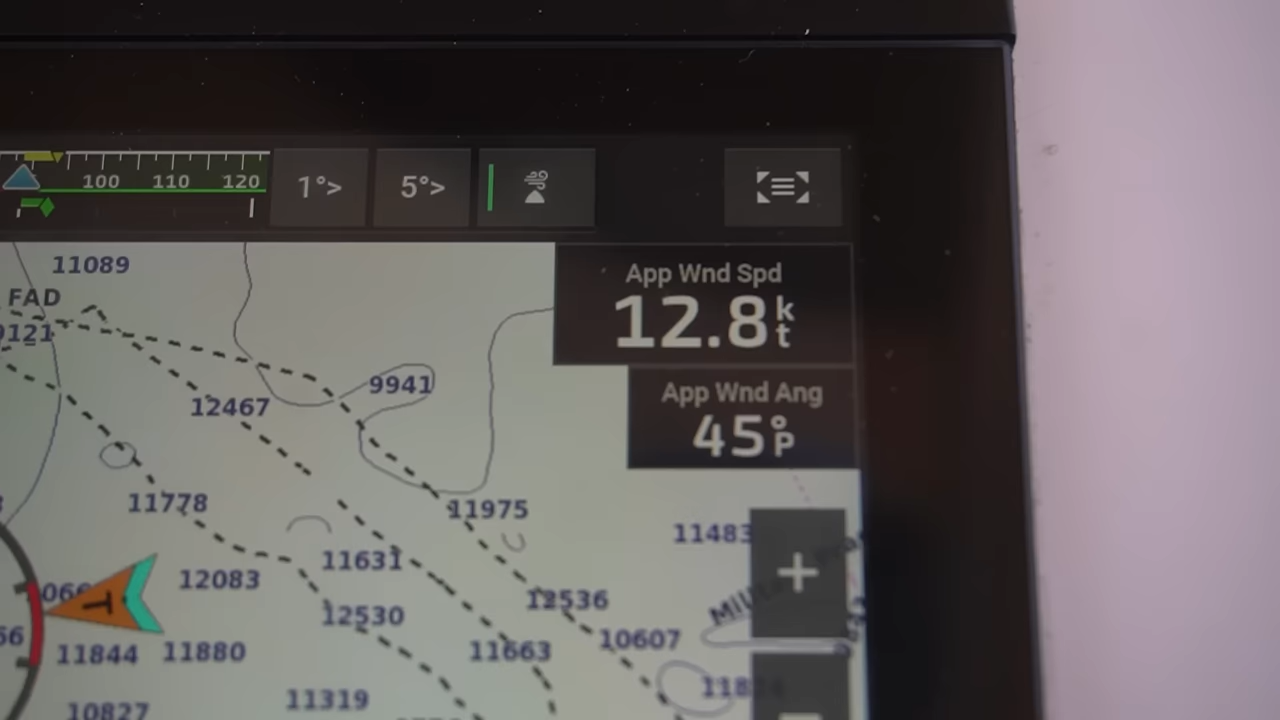 100 110 120
1°>
5°>
11089
App Wnd Spd
12.8 kt
FAD
9121
9941
App Wnd Ang
45°P
12467
11778
11975
11483
11631
12083
12536
T
12530
10607
11844
11880
11663
11319
10827
+